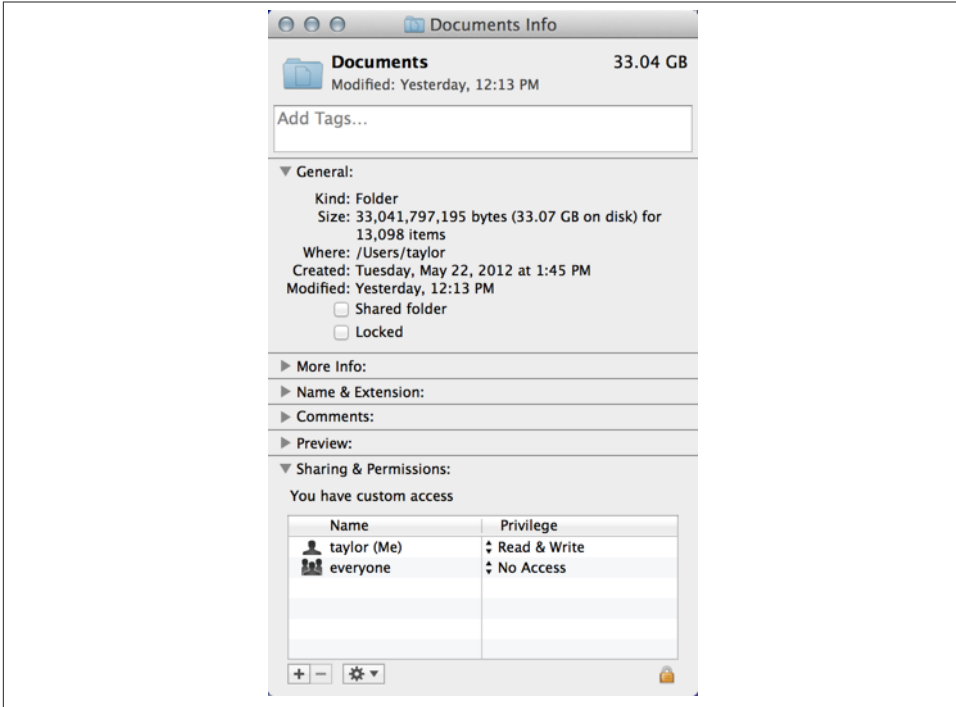 Documents Info
Documents 33.04 GB
Modified: Yesterday, 12:13 PM
Add Tags...
General:
Kind: Folder
Size: 33,041,797,195 bytes (33.07 GB on disk) for
13,098 items
Where: /Users/taylor
Created: Tuesday, May 22, 2012 at 1:45 PM
Modified: Yesterday, 12:13 PM
Shared folder
Locked
More Info:
Name & Extension:
Comments:
Preview:
Sharing & Permissions:
You have custom access
Name Privilege
taylor (Me) Read & Write
everyone No Access